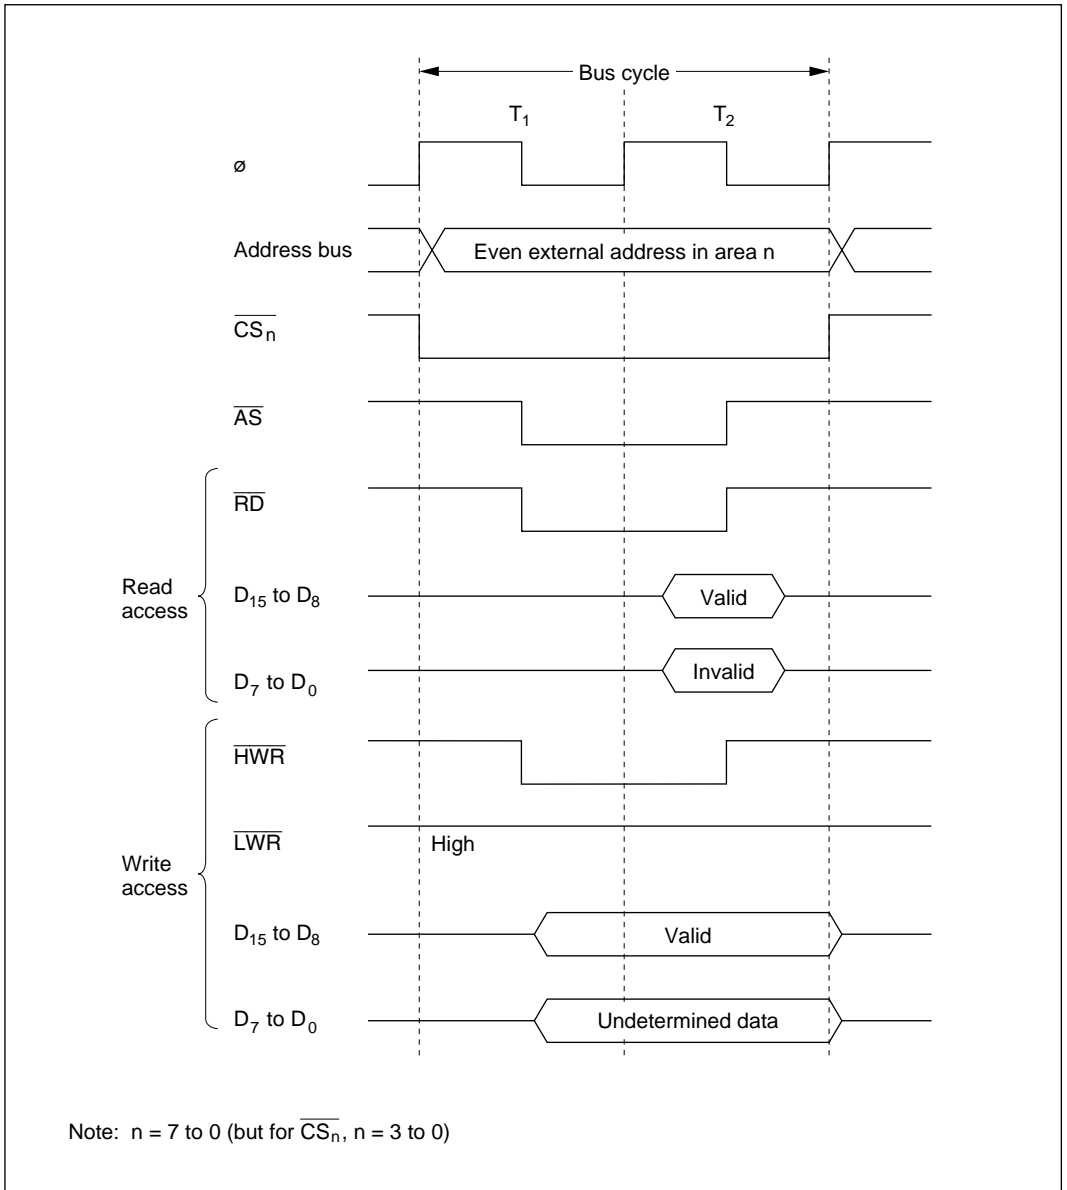 Bus cycle
T1 T2
ø
Address bus Even external address in area n
CSn
AS
RD
Read access
D15 to D8 Valid
D7 to D0 Invalid
HWR
LWR High
Write access
D15 to D8 Valid
D7 to D0 Undetermined data
Note: n = 7 to 0 (but for CSn, n = 3 to 0)